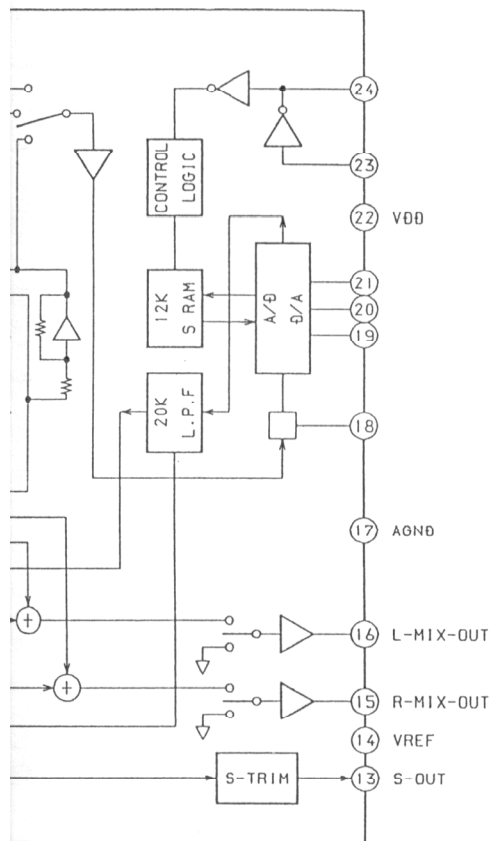 24
CONTROL
LOGIC
23
22 VDD
21
12K
S RAM
A/D
D/A
20
19
20K
L.P.F
18
17 AGND
+
16 L-MIX-OUT
+
15 R-MIX-OUT
14 VREF
S-TRIM
13 S-OUT